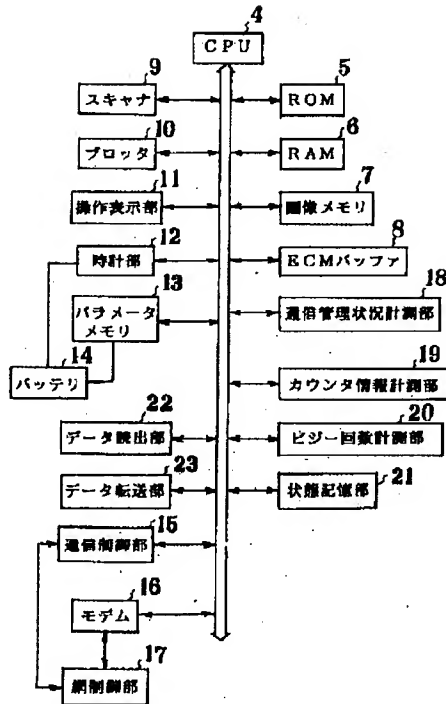 4
CPU
9
スキャナ
5
ROM
10
プロッタ
6
RAM
11
操作表示部
7
画像メモリ
12
時計部
8
ECMバッファ
13
パラメータ
メモリ
18
通信管理状況計測部
14
バッテリ
19
カウンタ情報計測部
22
データ読出部
20
ビジー回数計測部
23
データ転送部
21
状態記憶部
15
通信制御部
16
モデム
17
網制御部